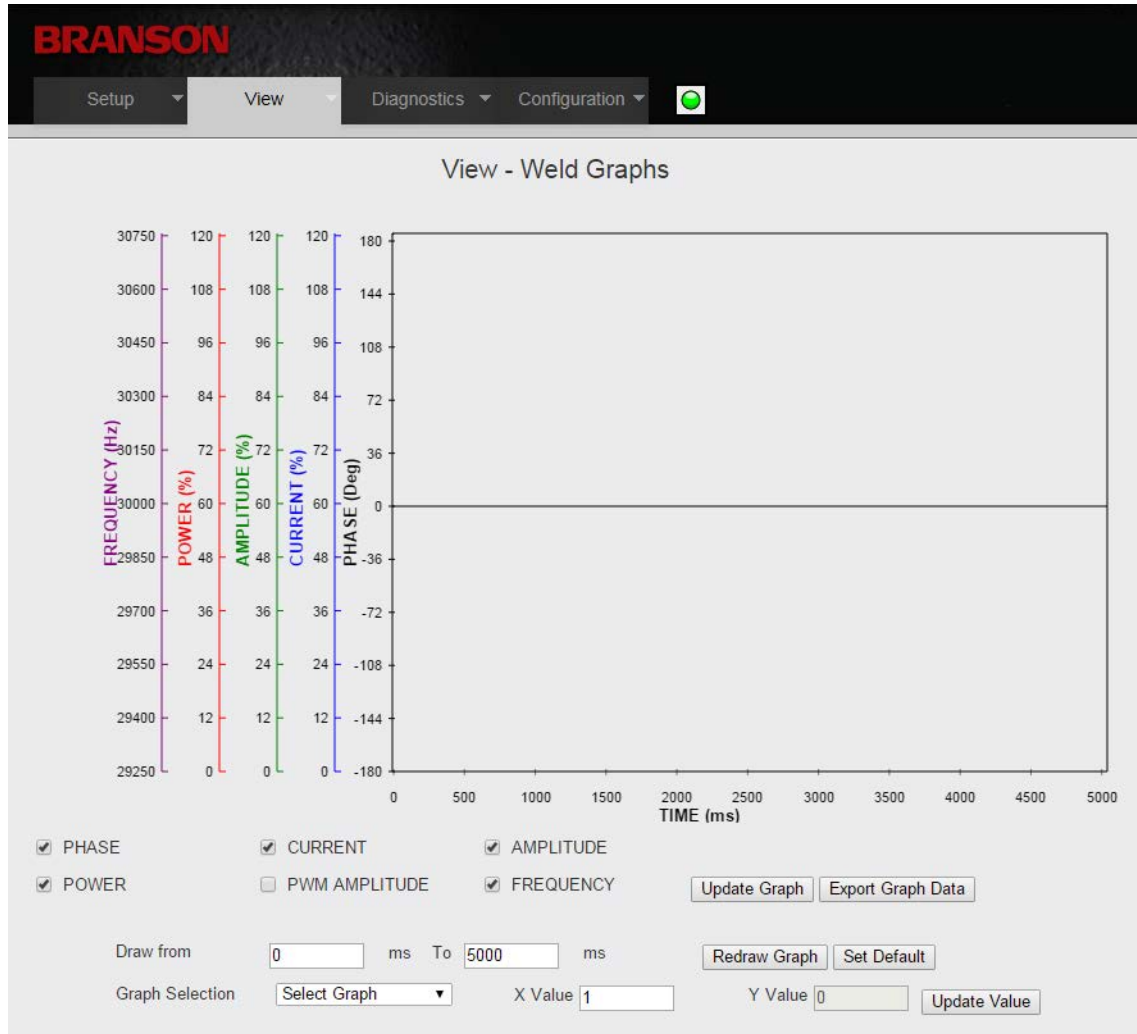 BRANSON
Setup View Diagnostics Configuration
View - Weld Graphs
30750 120 120 120 180
30600 108 108 108 144
30450 96 96 96 108
30300 84 84 84 72
30150 72 72 72 36
30000 60 60 60 0
29850 48 48 48 -36
29700 36 36 36 -72
29550 24 24 24 -108
29400 12 12 12 -144
29250 0 0 0 -180
FREQUENCY (Hz)
POWER (%)
AMPLITUDE (%)
CURRENT (%)
PHASE (Deg)
0 500 1000 1500 2000 2500 3000 3500 4000 4500 5000
TIME (ms)
PHASE CURRENT AMPLITUDE
POWER PWM AMPLITUDE FREQUENCY Update Graph Export Graph Data
Draw from 0 ms To 5000 ms Redraw Graph Set Default
Graph Selection Select Graph X Value 1 Y Value 0 Update Value